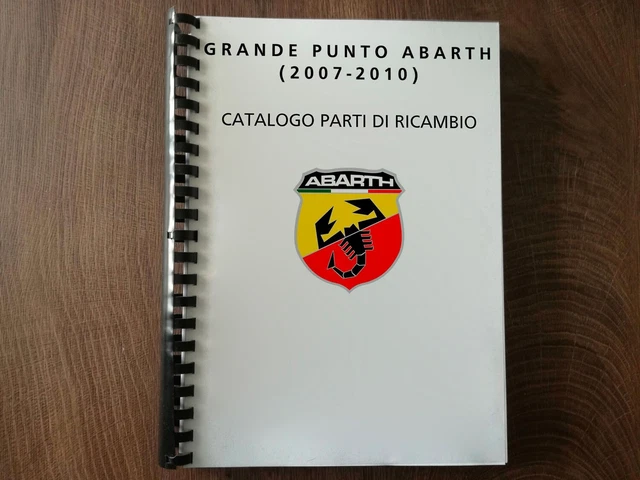 GRANDE PUNTO ABARTH
(2007-2010)
CATALOGO PARTI DI RICAMBIO
ABARTH